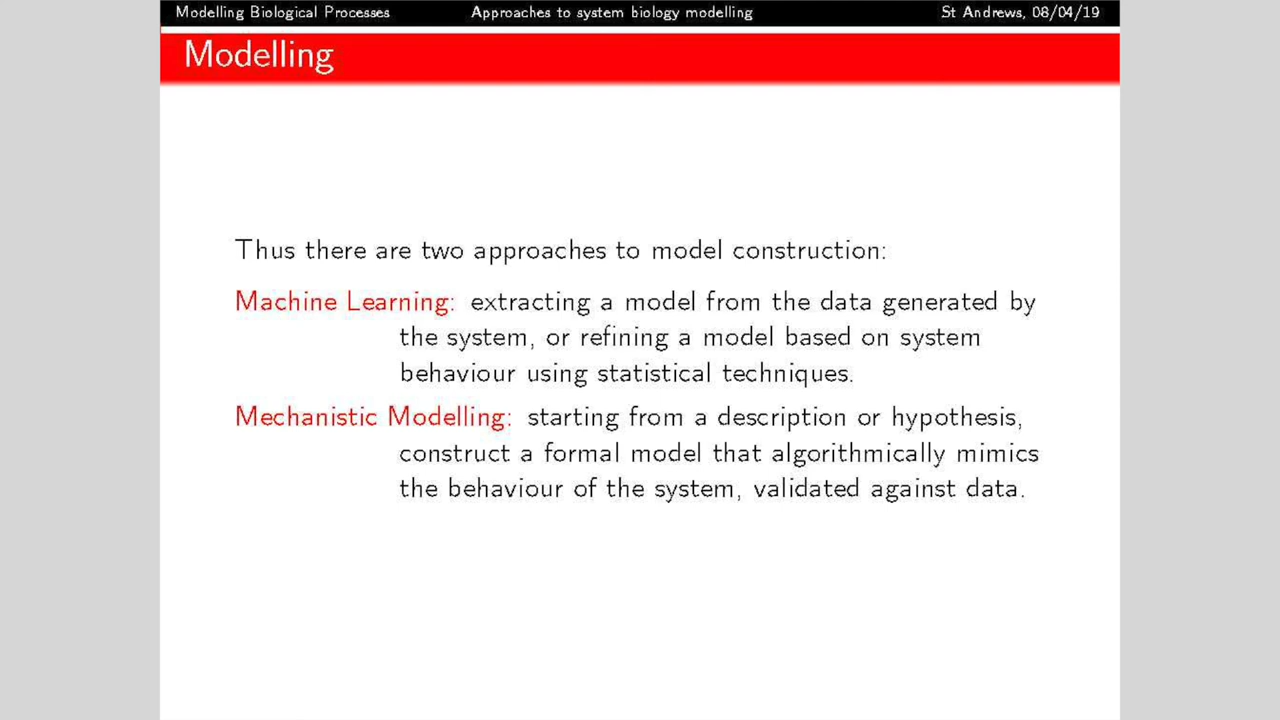 Modelling Biological Processes Approaches to system biology modelling St Andrews, 08/04/19
Modelling
Thus there are two approaches to model construction:
Machine Learning: extracting a model from the data generated by
the system, or refining a model based on system
behaviour using statistical techniques.
Mechanistic Modelling: starting from a description or hypothesis,
construct a formal model that algorithmically mimics
the behaviour of the system, validated against data.